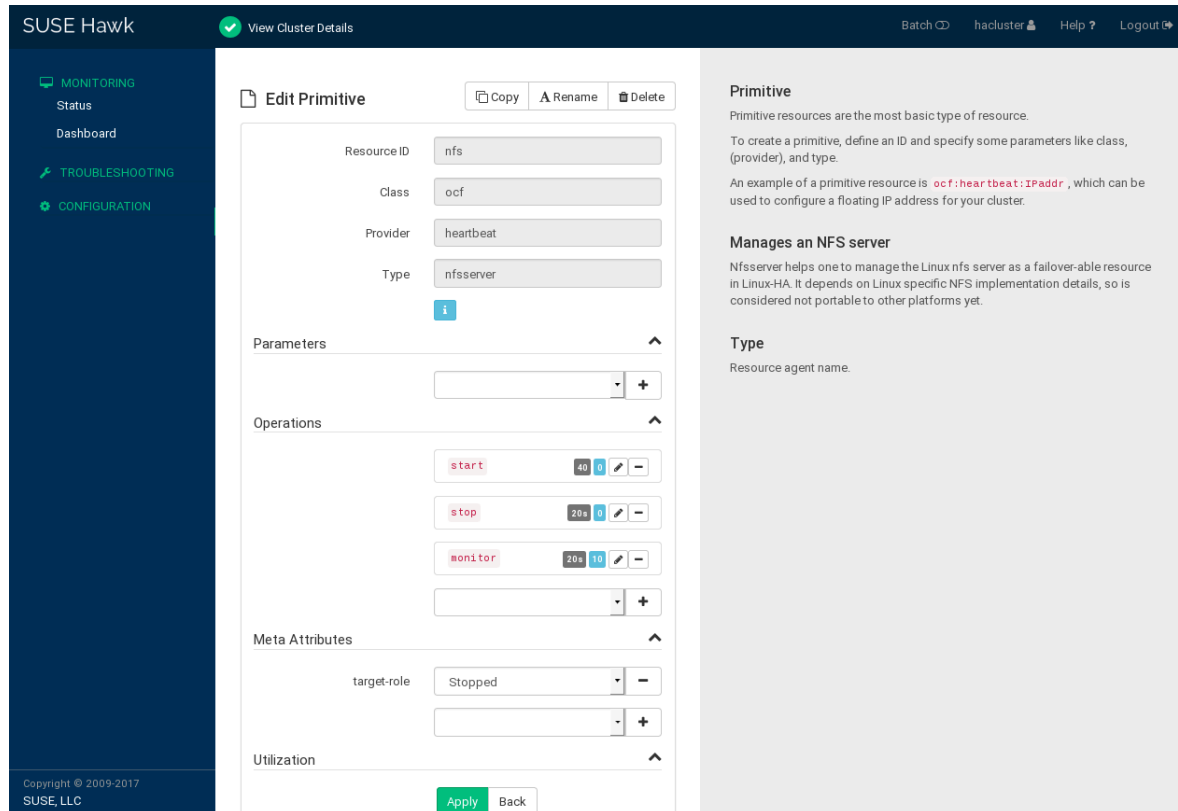 SUSE Hawk
View Cluster Details
Batch
hacluster
Help ?
Logout
MONITORING
Status
Dashboard
TROUBLESHOOTING
CONFIGURATION
Copyright © 2009-2017
SUSE, LLC
Edit Primitive
Copy
Rename
Delete
Resource ID
nfs
Class
ocf
Provider
heartbeat
Type
nfsserver
i
Parameters
Operations
start 40 0
stop 20s 0
monitor 20s 10
Meta Attributes
target-role
Stopped
Utilization
Apply
Back
Primitive
Primitive resources are the most basic type of resource.
To create a primitive, define an ID and specify some parameters like class,
(provider), and type.
An example of a primitive resource is ocf:heartbeat:IPaddr, which can be
used to configure a floating IP address for your cluster.
Manages an NFS server
Nfsserver helps one to manage the Linux nfs server as a failover-able resource
in Linux-HA. It depends on Linux specific NFS implementation details, so is
considered not portable to other platforms yet.
Type
Resource agent name.